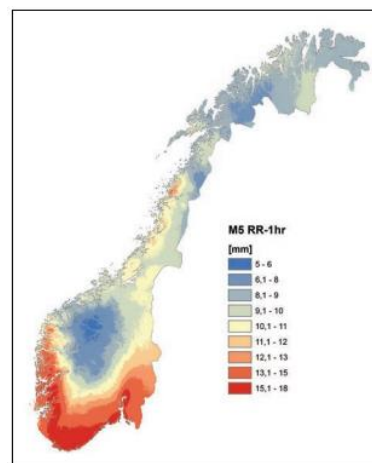 M5 RR-1hr
[mm]
5 - 6
6,1 - 8
8,1 - 9
9,1 - 10
10,1 - 11
11,1 - 12
12,1 - 13
13,1 - 15
15,1 - 18